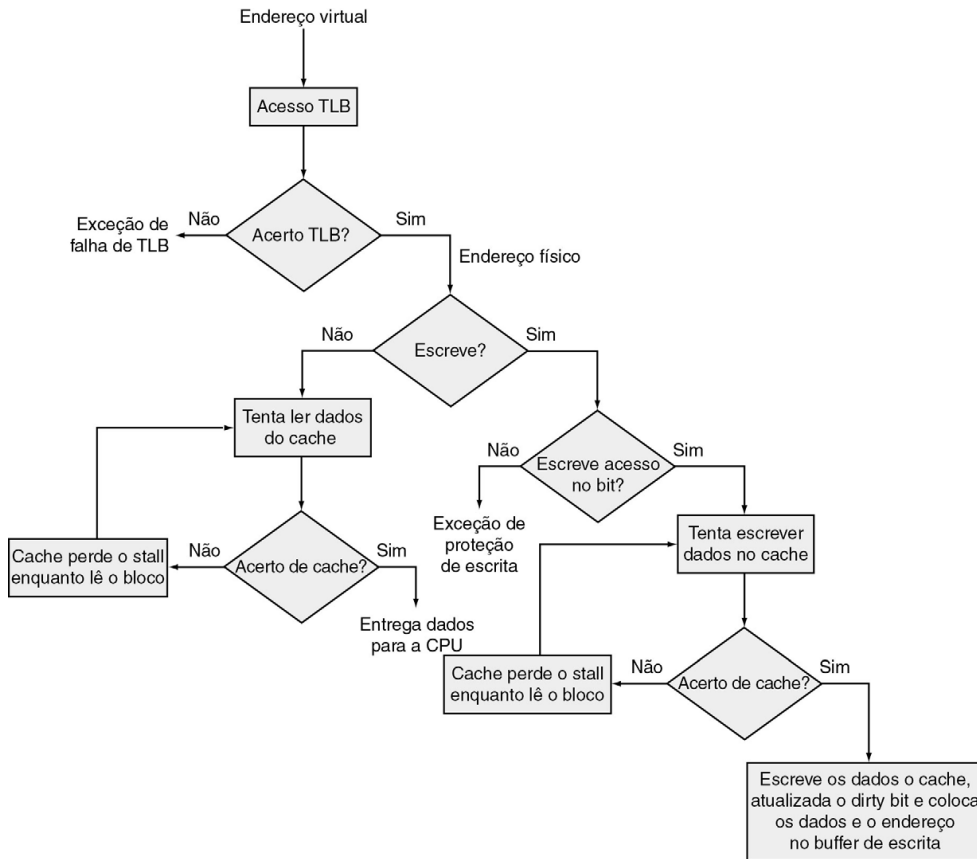 Endereço virtual
Acesso TLB
Exceção de
falha de TLB
Não
Acerto TLB?
Sim
Endereço físico
Não
Escreve?
Sim
Tenta ler dados
do cache
Não
Escreve acesso
no bit?
Sim
Exceção de
proteção
de escrita
Tenta escrever
dados no cache
Cache perde o stall
enquanto lê o bloco
Não
Acerto de cache?
Sim
Entrega dados
para a CPU
Cache perde o stall
enquanto lê o bloco
Não
Acerto de cache?
Sim
Escreve os dados o cache,
atualizada o dirty bit e coloca
os dados e o endereço
no buffer de escrita